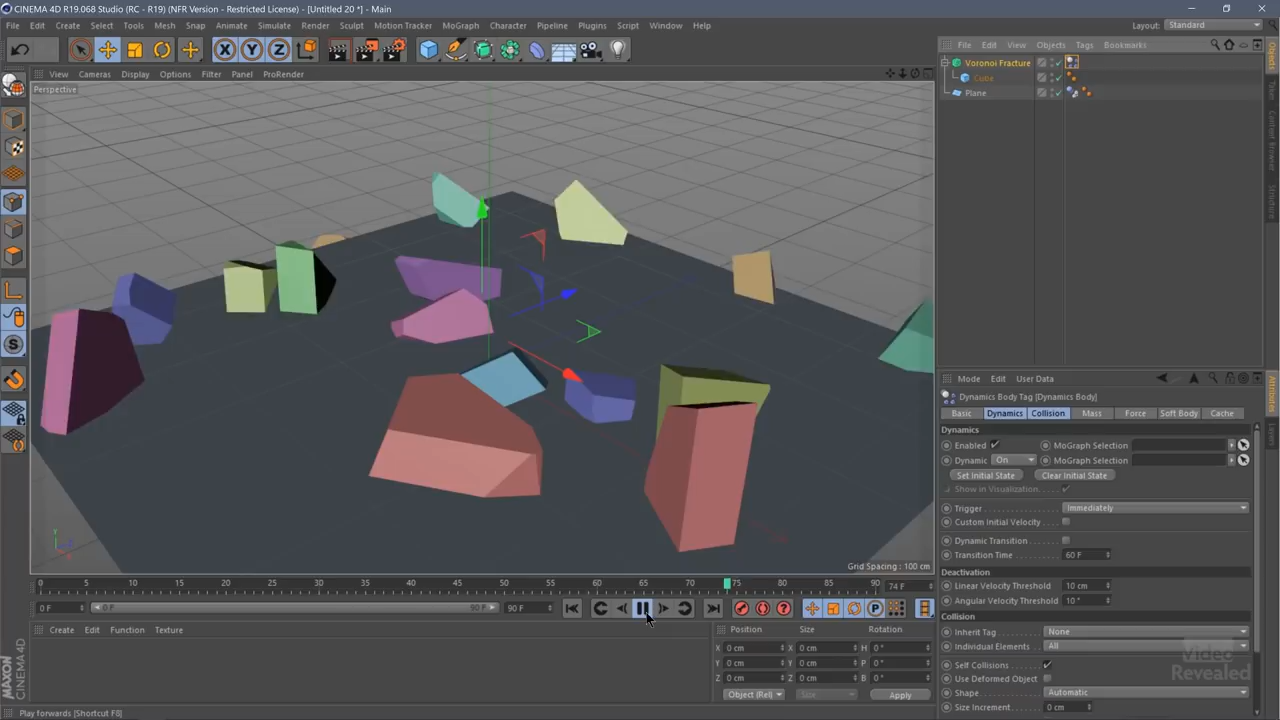 CINEMA 4D R19.068 Studio (RC - R19) (NFR Version - Restricted License) - [Untitled 20 *] - Main
File Edit Create Select Tools Mesh Snap Animate Simulate Render Sculpt Motion Tracker MoGraph Character Pipeline Plugins Script Window Help
Layout: Standard
File Edit View Objects Tags Bookmarks
View Cameras Display Options Filter Panel ProRender
Perspective
Voronoi Fracture
Cube
Plane
Objects
Takes
Content Browser
Structure
Mode Edit User Data
Dynamics Body Tag [Dynamics Body]
Basic Dynamics Collision Mass Force Soft Body Cache
Attributes
Layers
Dynamics
Enabled MoGraph Selection
Dynamic On MoGraph Selection
Set Initial State Clear Initial State
Show in Visualization
Trigger Immediately
Custom Initial Velocity
Dynamic Transition
Transition Time 60 F
Deactivation
Linear Velocity Threshold 10 cm
Angular Velocity Threshold 10 °
Collision
Inherit Tag None
Individual Elements All
Self Collisions
Use Deformed Object
Shape Automatic
Size Increment 0 cm
Grid Spacing : 100 cm
0 5 10 15 20 25 30 35 40 45 50 55 60 65 70 75 80 85 90 74 F
0 F 0 F 90 F 90 F
Create Edit Function Texture
Position Size Rotation
X 0 cm X 0 cm H 0 °
Y 0 cm Y 0 cm P 0 °
Z 0 cm Z 0 cm B 0 °
Object (Rel) Size Apply
MAXON CINEMA 4D
Play forwards [Shortcut F8]
Video
Revealed